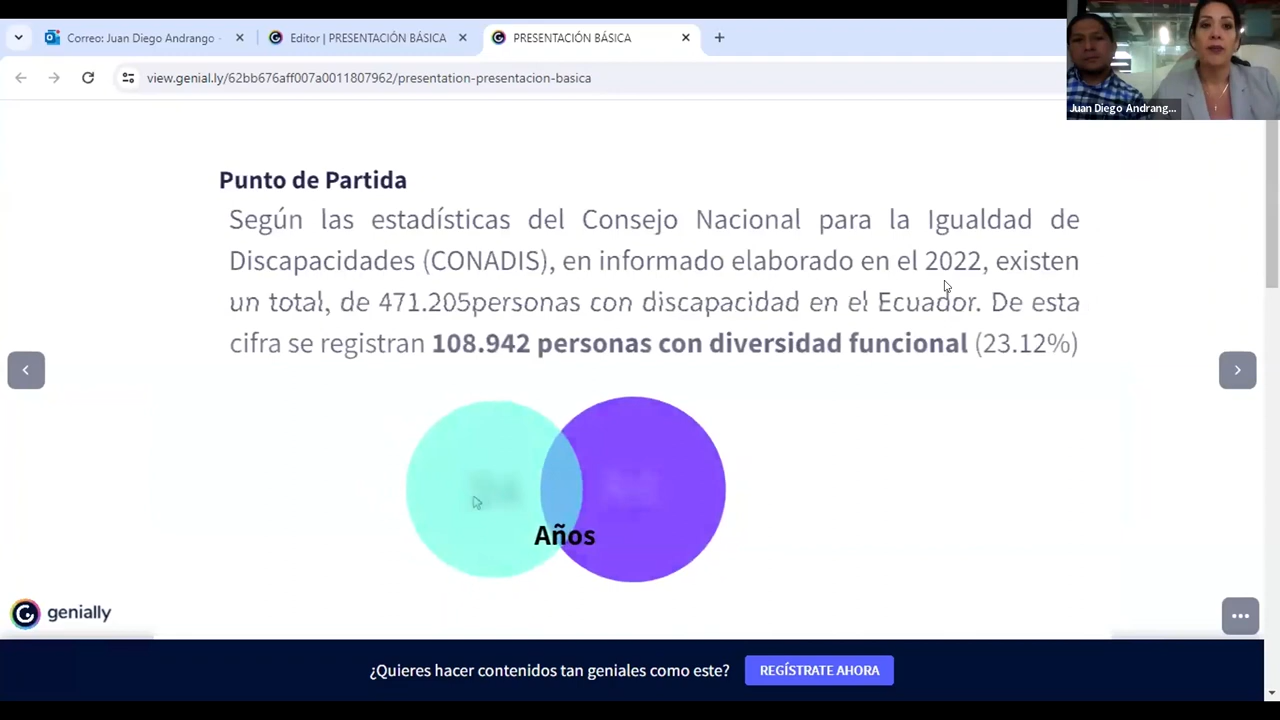 Correo: Juan Diego Andrango
Editor | PRESENTACIÓN BÁSICA
PRESENTACIÓN BÁSICA
view.genial.ly/62bb676aff007a0011807962/presentation-presentacion-basica
Juan Diego Andrang...
Punto de Partida
Según las estadísticas del Consejo Nacional para la Igualdad de
Discapacidades (CONADIS), en informado elaborado en el 2022, existen
un total, de 471.205personas con discapacidad en el Ecuador. De esta
cifra se registran 108.942 personas con diversidad funcional (23.12%)
Años
genially
¿Quieres hacer contenidos tan geniales como este?
REGÍSTRATE AHORA